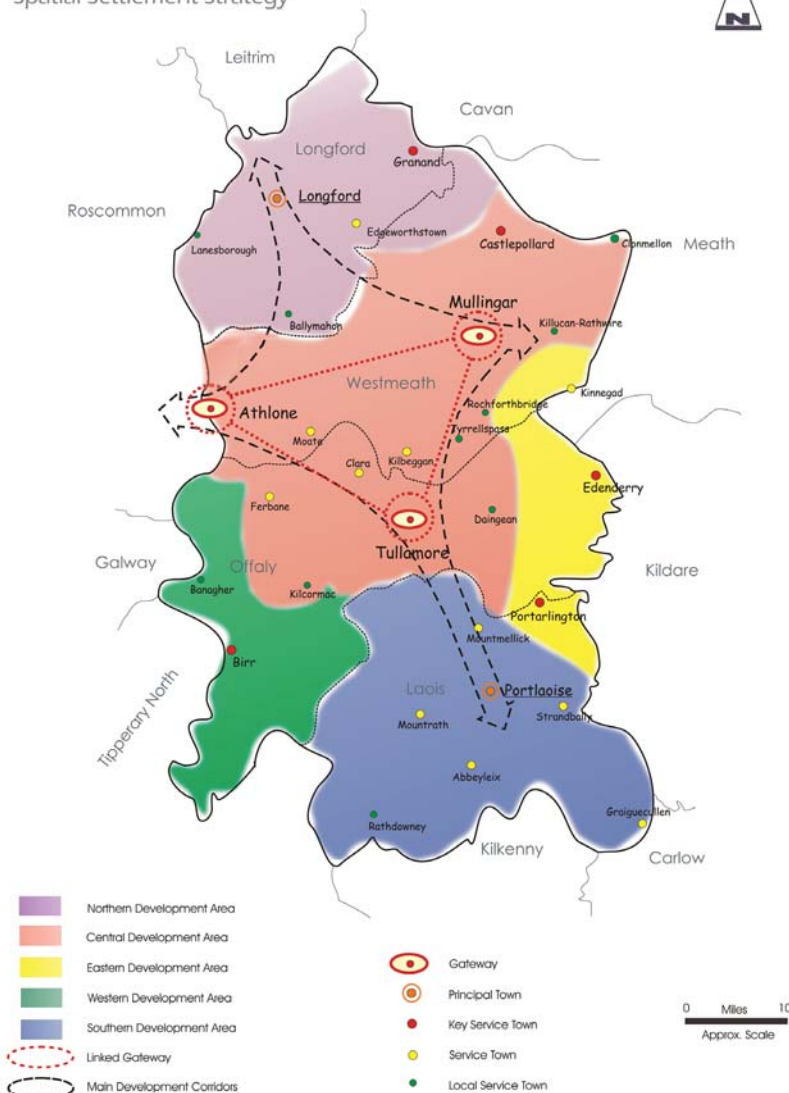 Spatial Settlement Strategy
N
Leitrim
Cavan
Longford
Granand
Longford
Roscommon
Edgeworthstown
Lanesborough
Castlepollard
Clonmellon
Meath
Mullingar
Ballymahon
Killucan-Rathwire
Westmeath
Kinnegad
Athlone
Rochfortbridge
Moate
Tyrrellspass
Clara
Kilbeggan
Edenderry
Ferbane
Daingean
Tullamore
Galway
Offaly
Kildare
Banagher
Kilcormac
Portarlington
Mountmellick
Birr
Tipperary North
Laois
Portlaoise
Mountrath
Strandbally
Abbeyleix
Rathdowney
Graiguecullen
Kilkenny
Carlow
Northern Development Area
Central Development Area
Eastern Development Area
Western Development Area
Southern Development Area
Linked Gateway
Main Development Corridors
Gateway
Principal Town
Key Service Town
Service Town
Local Service Town
0 Miles 10
Approx. Scale